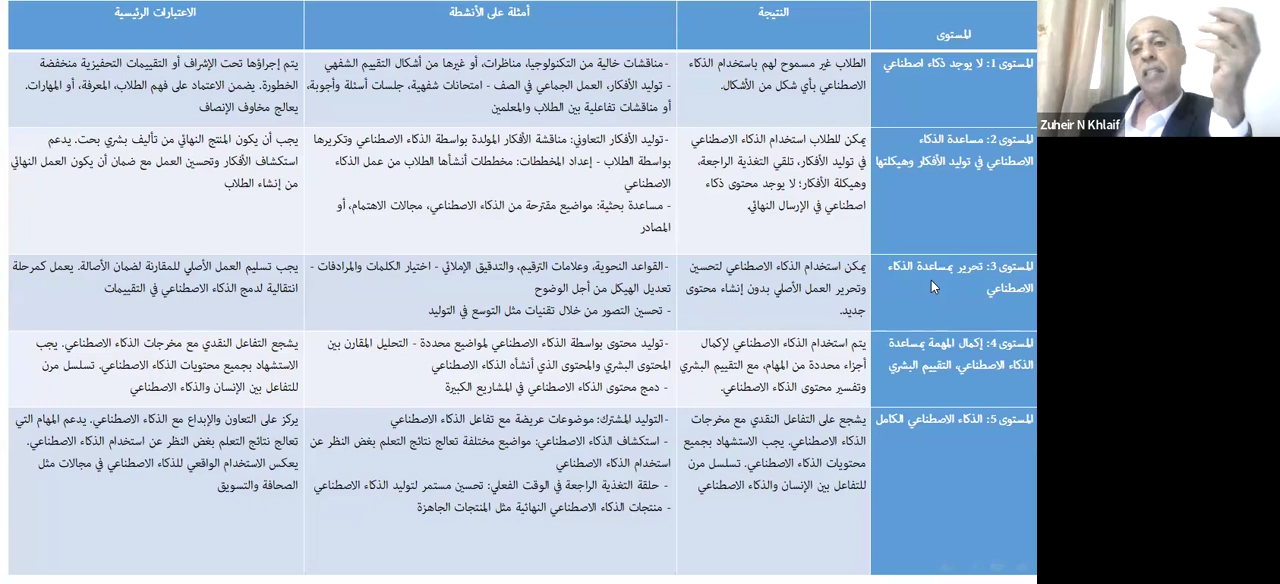 المستوى
النتيجة
أمثلة على الأنشطة
الاعتبارات الرئيسية
المستوى 1: لا يوجد ذكاء اصطناعي
الطلاب غير مسموح لهم باستخدام الذكاء
الاصطناعي بأي شكل من الأشكال.
-مناقشات خالية من التكنولوجيا، مناظرات، أو غيرها من أشكال التقييم الشفهي
- توليد الأفكار، العمل الجماعي في الصف - امتحانات شفهية، جلسات أسئلة وأجوبة،
أو مناقشات تفاعلية بين الطلاب والمعلمين
يتم إجراؤها تحت الإشراف أو التقييمات التحفيزية منخفضة
الخطورة. يضمن الاعتماد على فهم الطلاب، المعرفة، أو المهارات.
يعالج مخاوف الإنصاف
المستوى 2: مساعدة الذكاء
الاصطناعي في توليد الأفكار وهيكلتها
يمكن للطلاب استخدام الذكاء الاصطناعي
في توليد الأفكار، تلقي التغذية الراجعة،
وهيكلة الأفكار؛ لا يوجد محتوى ذكاء
اصطناعي في الإرسال النهائي.
-توليد الأفكار التعاوني: مناقشة الأفكار المولدة بواسطة الذكاء الاصطناعي وتكريرها
بواسطة الطلاب - إعداد المخططات: مخططات أنشأها الطلاب من عمل الذكاء
الاصطناعي
- مساعدة بحثية: مواضيع مقترحة من الذكاء الاصطناعي، مجالات الاهتمام، أو
المصادر
يجب أن يكون المنتج النهائي من تأليف بشري بحت. يدعم
استكشاف الأفكار وتحسين العمل مع ضمان أن يكون العمل النهائي
من إنشاء الطلاب
المستوى 3: تحرير بمساعدة الذكاء
الاصطناعي
يمكن استخدام الذكاء الاصطناعي لتحسين
وتحرير العمل الأصلي بدون إنشاء محتوى
جديد.
-القواعد النحوية، وعلامات الترقيم، والتدقيق الإملائي - اختيار الكلمات والمرادفات -
تعديل الهيكل من أجل الوضوح
- تحسين التصور من خلال تقنيات مثل التوسع في التوليد
يجب تسليم العمل الأصلي للمقارنة لضمان الأصالة. يعمل كمرحلة
انتقالية لدمج الذكاء الاصطناعي في التقييمات
المستوى 4: إكمال المهمة بمساعدة
الذكاء الاصطناعي، التقييم البشري
يتم استخدام الذكاء الاصطناعي لإكمال
أجزاء محددة من المهام، مع التقييم البشري
وتفسير محتوى الذكاء الاصطناعي.
-توليد محتوى بواسطة الذكاء الاصطناعي لمواضيع محددة - التحليل المقارن بين
المحتوى البشري والمحتوى الذي أنشأه الذكاء الاصطناعي
- دمج محتوى الذكاء الاصطناعي في المشاريع الكبيرة
يشجع التفاعل النقدي مع مخرجات الذكاء الاصطناعي. يجب
الاستشهاد بجميع محتويات الذكاء الاصطناعي. تسلسل مرن
للتفاعل بين الإنسان والذكاء الاصطناعي
المستوى 5: الذكاء الاصطناعي الكامل
يشجع على التفاعل النقدي مع مخرجات
الذكاء الاصطناعي. يجب الاستشهاد بجميع
محتويات الذكاء الاصطناعي. تسلسل مرن
للتفاعل بين الإنسان والذكاء الاصطناعي
-التوليد المشترك: موضوعات عريضة مع تفاعل الذكاء الاصطناعي
- استكشاف الذكاء الاصطناعي: مواضيع مختلفة تعالج نتائج التعلم بغض النظر عن
استخدام الذكاء الاصطناعي
- حلقة التغذية الراجعة في الوقت الفعلي: تحسين مستمر لتوليد الذكاء الاصطناعي
- منتجات الذكاء الاصطناعي النهائية مثل المنتجات الجاهزة
يركز على التعاون والإبداع مع الذكاء الاصطناعي. يدعم المهام التي
تعالج نتائج التعلم بغض النظر عن استخدام الذكاء الاصطناعي.
يعكس الاستخدام الواقعي للذكاء الاصطناعي في مجالات مثل
الصحافة والتسويق
Zuheir N Khlaif